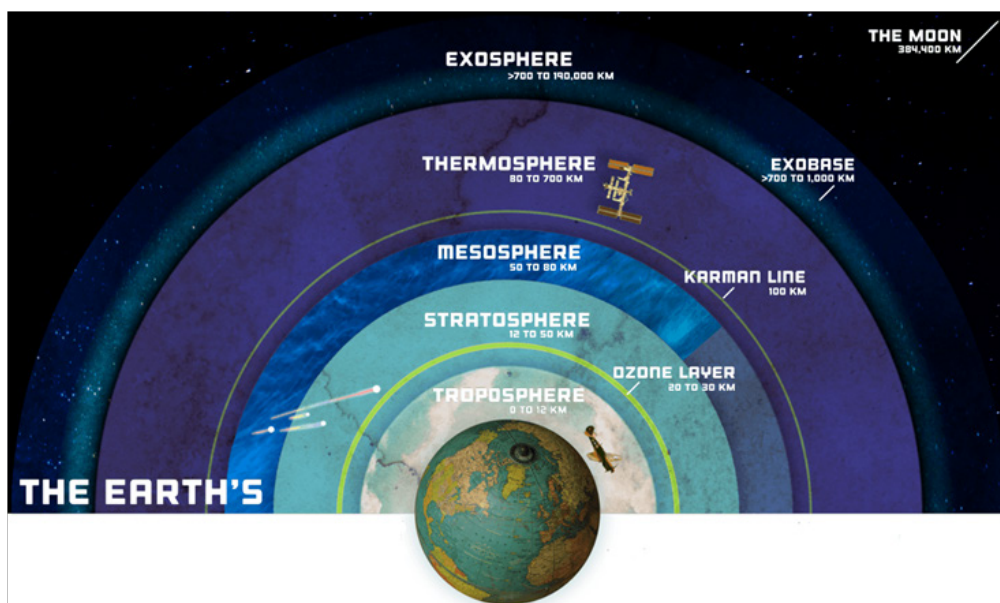 THE MOON
384,400 KM
EXOSPHERE
>700 TO 190,000 KM
THERMOSPHERE
80 TO 700 KM
EXOBASE
>700 TO 1,000 KM
MESOSPHERE
50 TO 80 KM
KARMAN LINE
100 KM
STRATOSPHERE
12 TO 50 KM
OZONE LAYER
20 TO 30 KM
TROPOSPHERE
0 TO 12 KM
THE EARTH'S